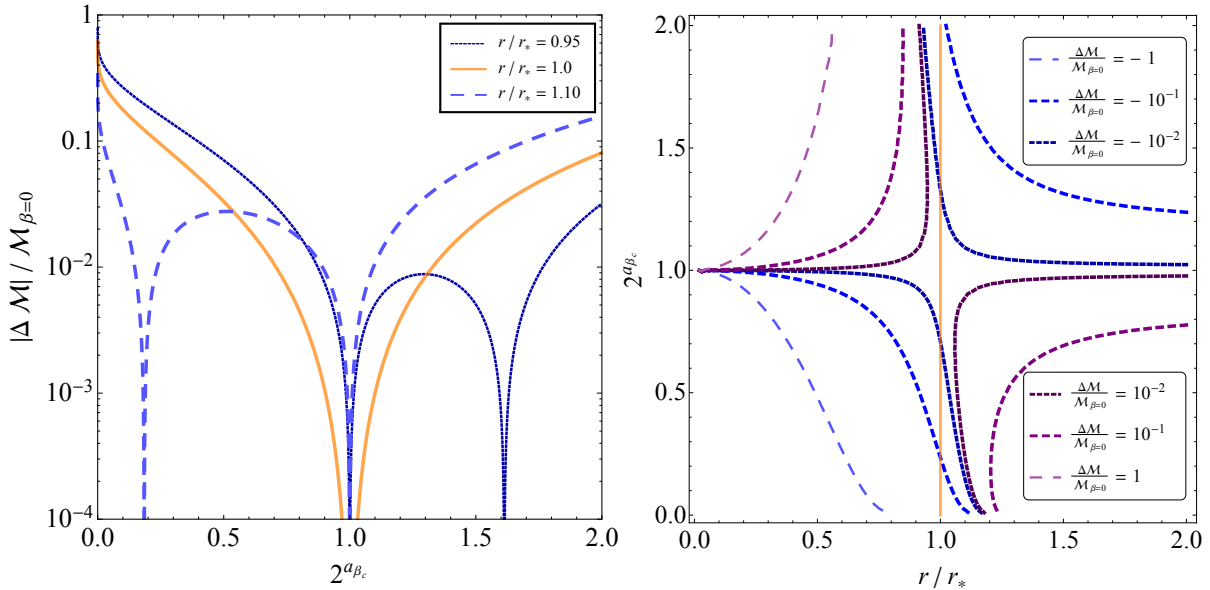 |Δ M| / M_{β=0}
1
0.1
10^{-2}
10^{-3}
10^{-4}
0.0 0.5 1.0 1.5 2.0
2^{a_{β_c}}
r / r_* = 0.95
r / r_* = 1.0
r / r_* = 1.10
2^{a_{β_c}}
2.0
1.5
1.0
0.5
0.0
0.0 0.5 1.0 1.5 2.0
r / r_*
ΔM / M_{β=0} = - 1
ΔM / M_{β=0} = - 10^{-1}
ΔM / M_{β=0} = - 10^{-2}
ΔM / M_{β=0} = 10^{-2}
ΔM / M_{β=0} = 10^{-1}
ΔM / M_{β=0} = 1